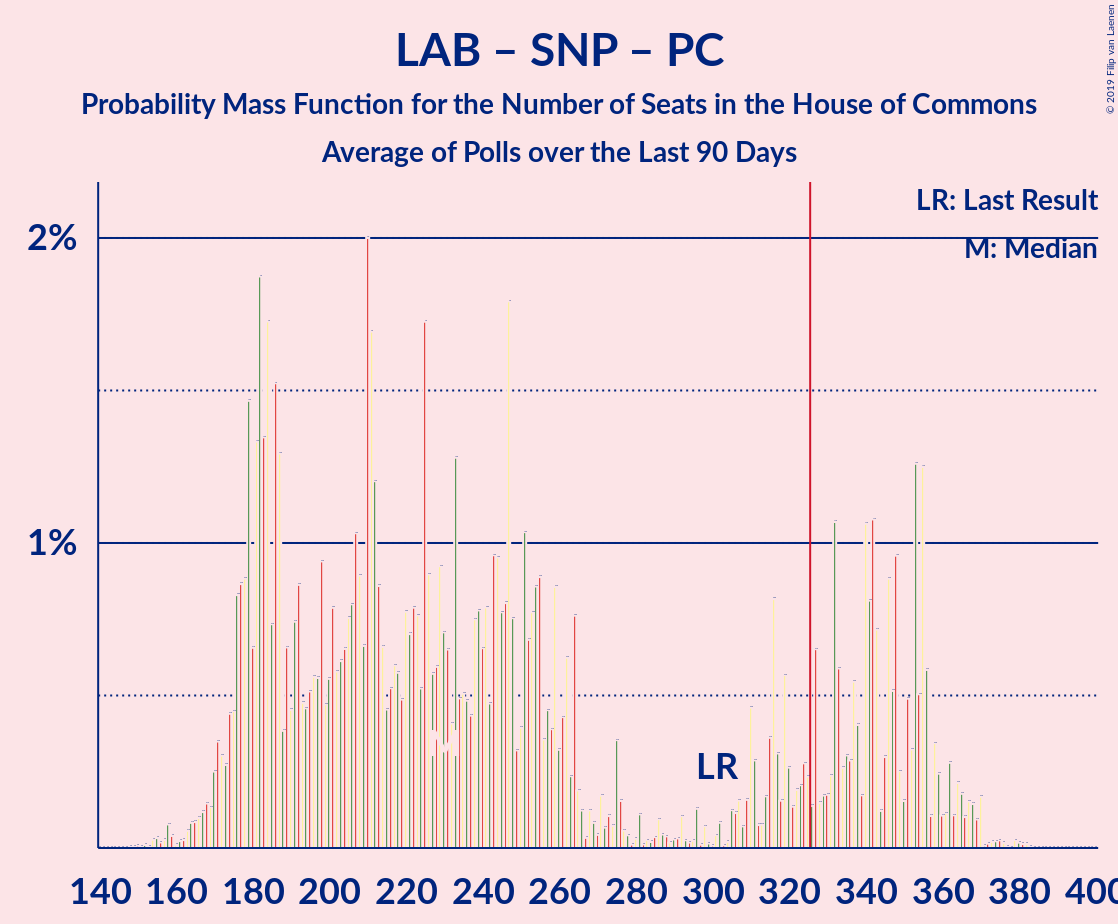 LAB – SNP – PC
Probability Mass Function for the Number of Seats in the House of Commons
Average of Polls over the Last 90 Days
© 2019 Filip van Laenen
LR: Last Result
M: Median
2%
1%
LR
M
140 160 180 200 220 240 260 280 300 320 340 360 380 400